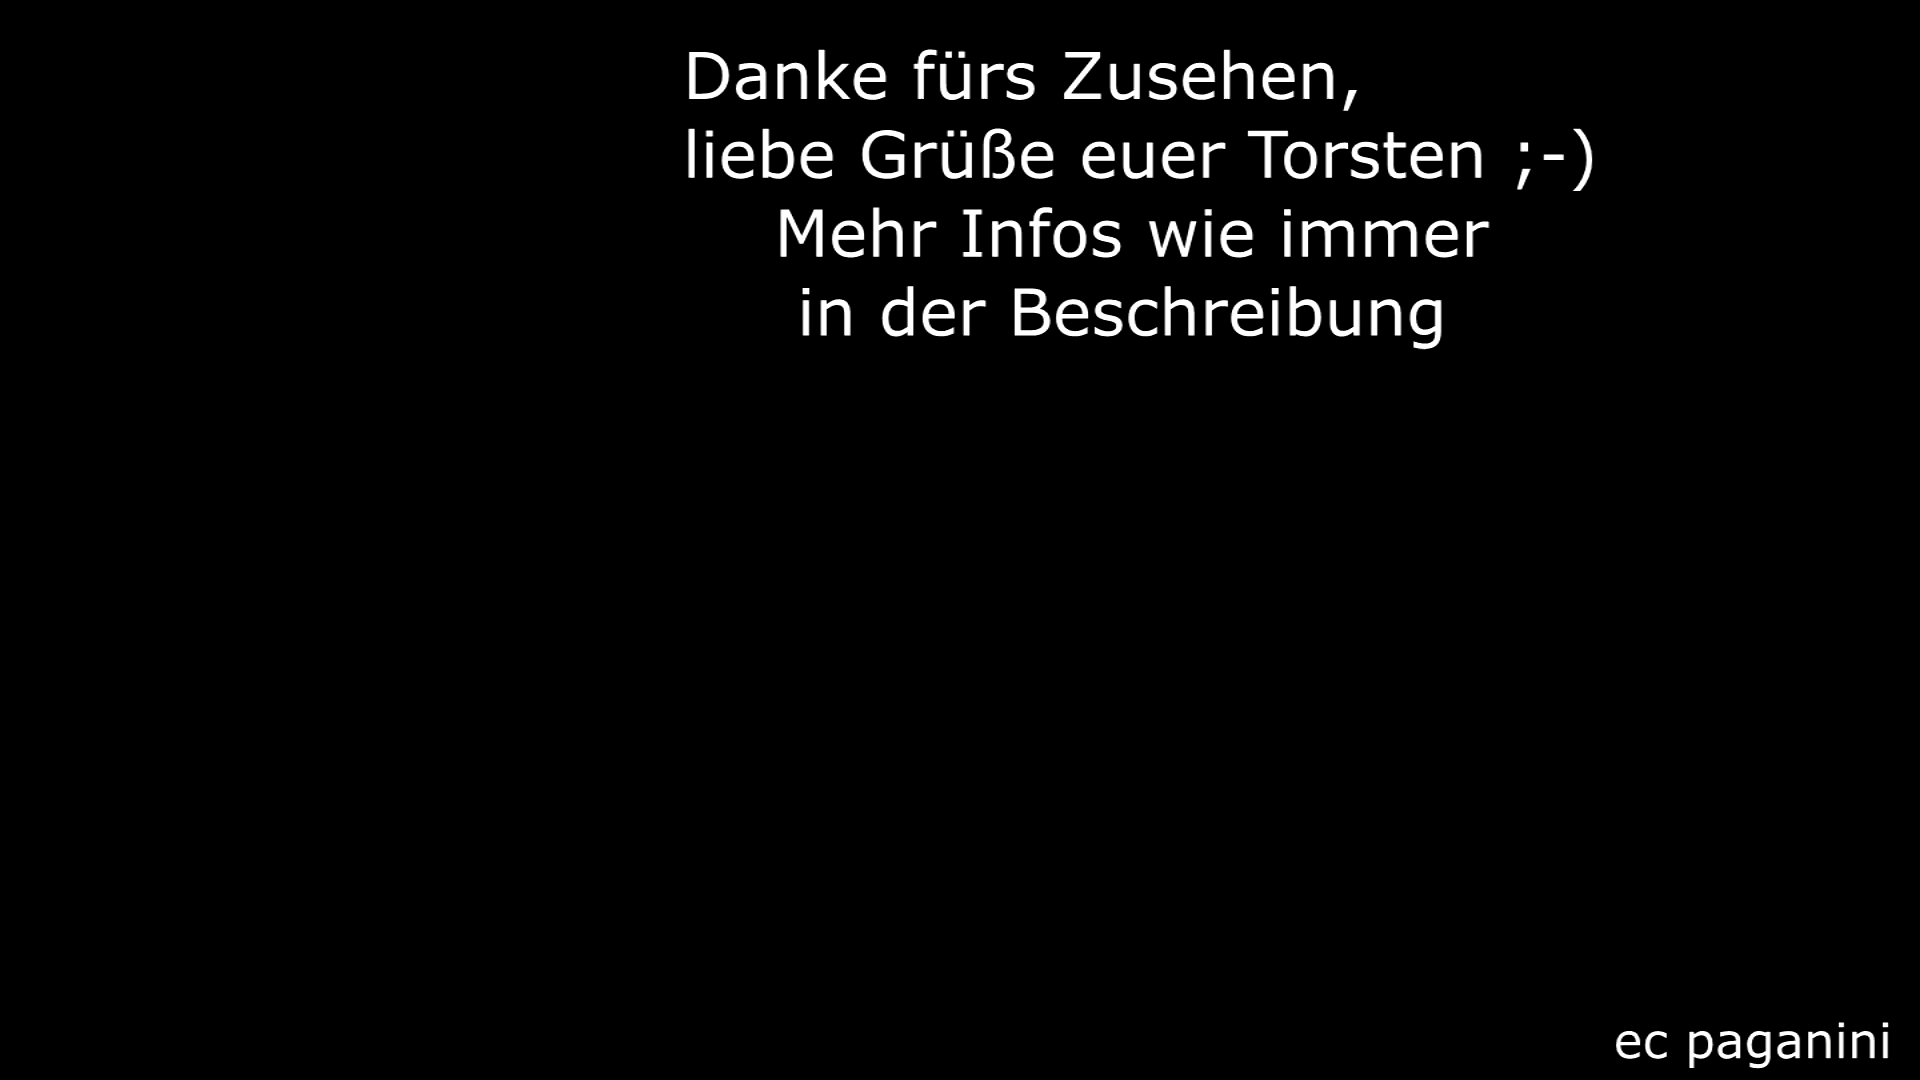 Danke fürs Zusehen,
liebe Grüße euer Torsten ;-)
Mehr Infos wie immer
in der Beschreibung
ec paganini